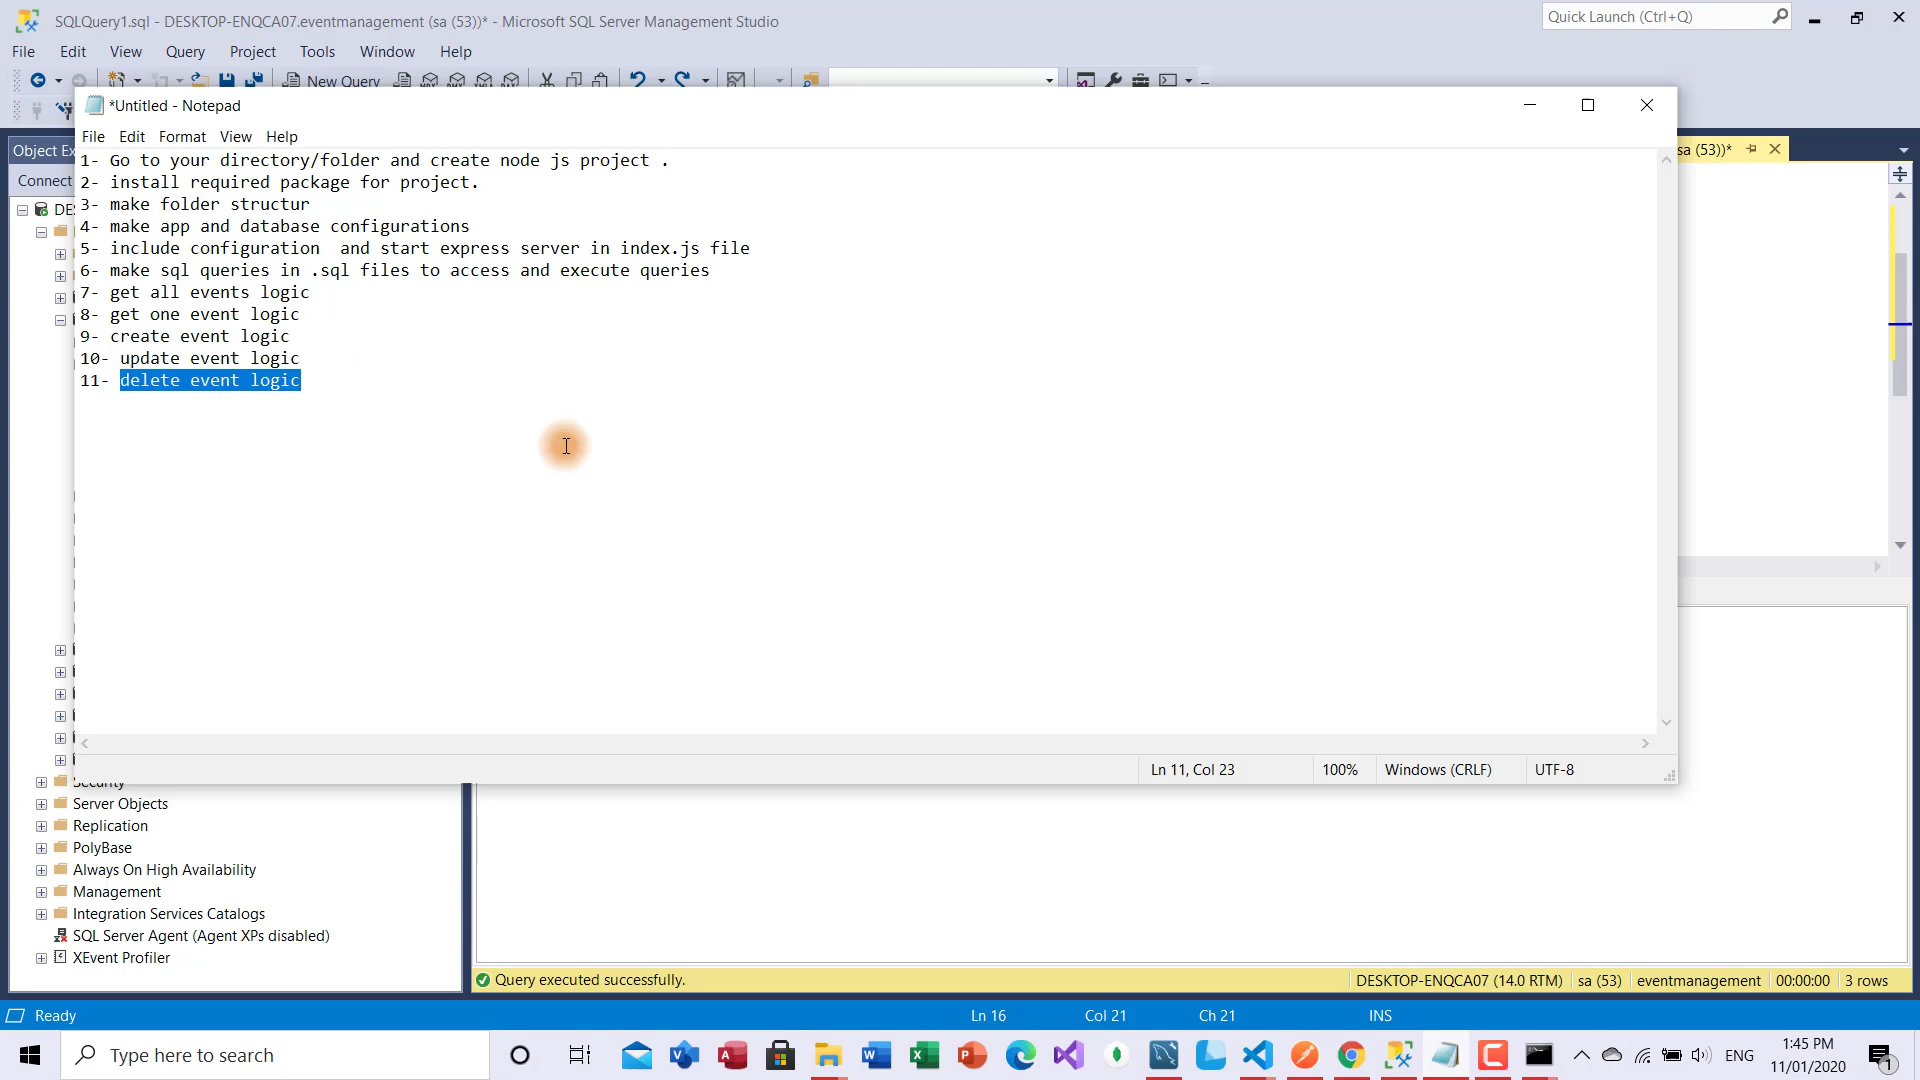 SQLQuery1.sql - DESKTOP-ENQCA07.eventmanagement (sa (53))* - Microsoft SQL Server Management Studio
Quick Launch (Ctrl+Q)
File Edit View Query Project Tools Window Help
New Query
*Untitled - Notepad
File Edit Format View Help
Object Ex
sa (53))*
Connect
DE
1- Go to your directory/folder and create node js project .
2- install required package for project.
3- make folder structur
4- make app and database configurations
5- include configuration  and start express server in index.js file
6- make sql queries in .sql files to access and execute queries
7- get all events logic
8- get one event logic
9- create event logic
10- update event logic
11- delete event logic
Ln 11, Col 23
100%
Windows (CRLF)
UTF-8
Security
Server Objects
Replication
PolyBase
Always On High Availability
Management
Integration Services Catalogs
SQL Server Agent (Agent XPs disabled)
XEvent Profiler
Query executed successfully.
DESKTOP-ENQCA07 (14.0 RTM) sa (53) eventmanagement 00:00:00 3 rows
Ready
Ln 16 Col 21 Ch 21 INS
Type here to search
ENG
1:45 PM
11/01/2020
1